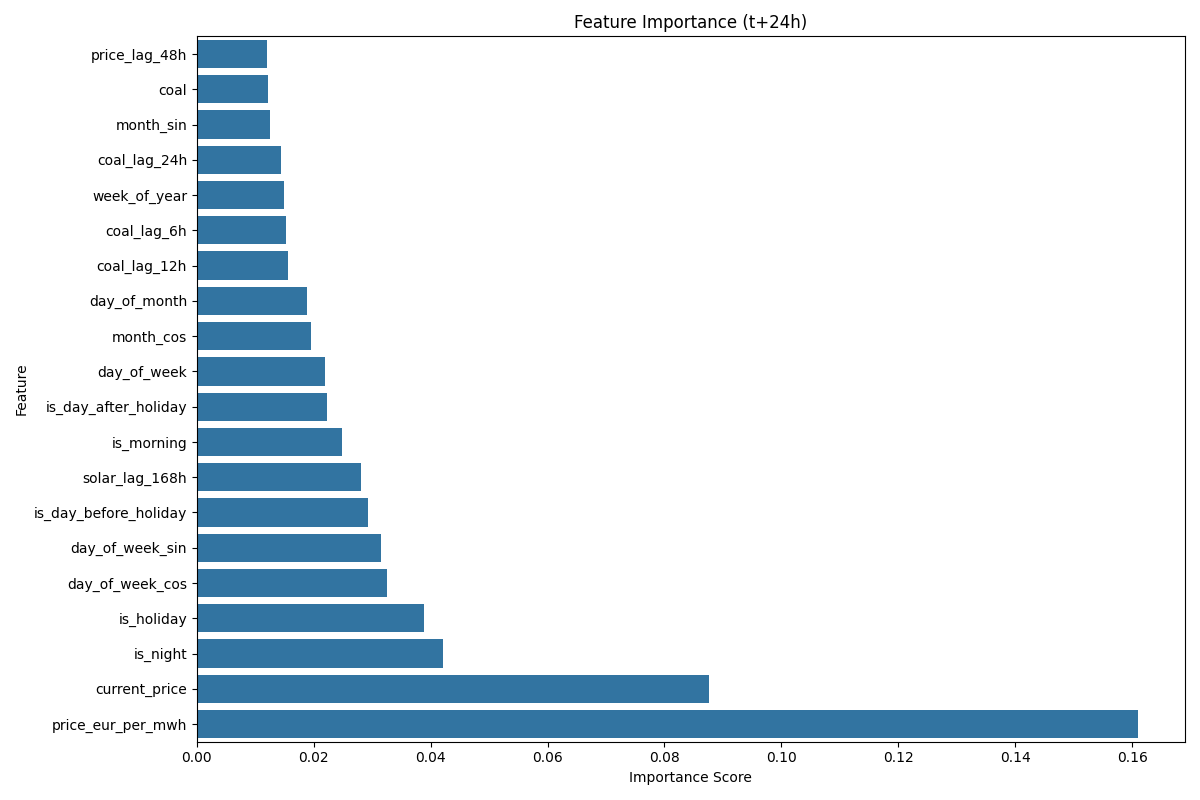 Feature Importance (t+24h)
price_lag_48h
coal
month_sin
coal_lag_24h
week_of_year
coal_lag_6h
coal_lag_12h
day_of_month
month_cos
day_of_week
is_day_after_holiday
is_morning
solar_lag_168h
is_day_before_holiday
day_of_week_sin
day_of_week_cos
is_holiday
is_night
current_price
price_eur_per_mwh
Feature
0.00 0.02 0.04 0.06 0.08 0.10 0.12 0.14 0.16
Importance Score